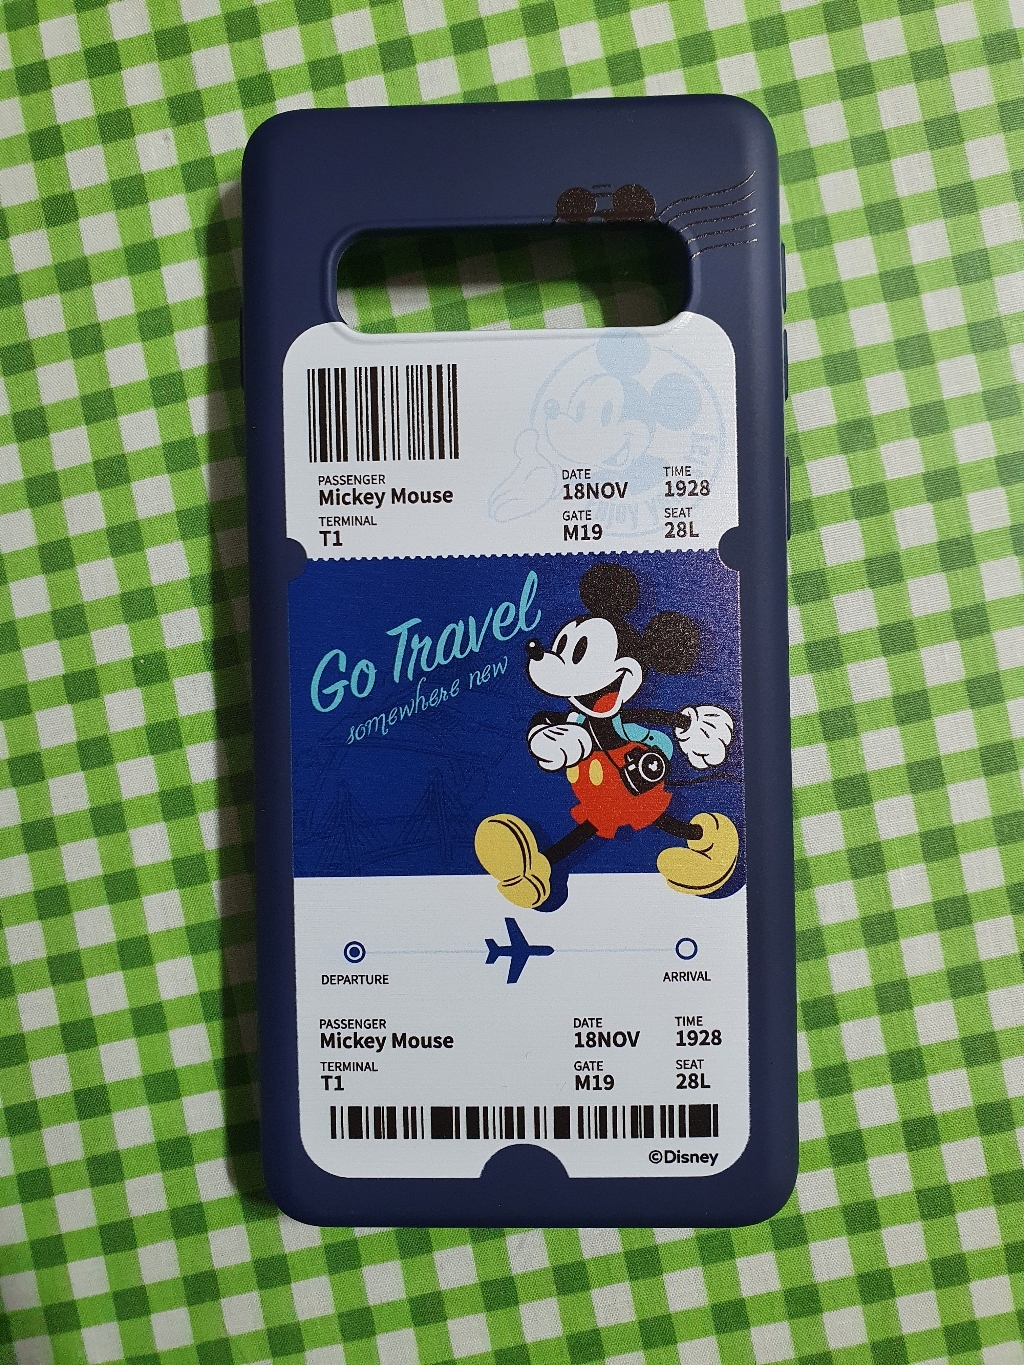 PASSENGER
Mickey Mouse
TERMINAL
T1
DATE TIME
18NOV 1928
GATE SEAT
M19 28L
Go Travel
somewhere new
DEPARTURE ARRIVAL
PASSENGER
Mickey Mouse
TERMINAL
T1
DATE TIME
18NOV 1928
GATE SEAT
M19 28L
©Disney